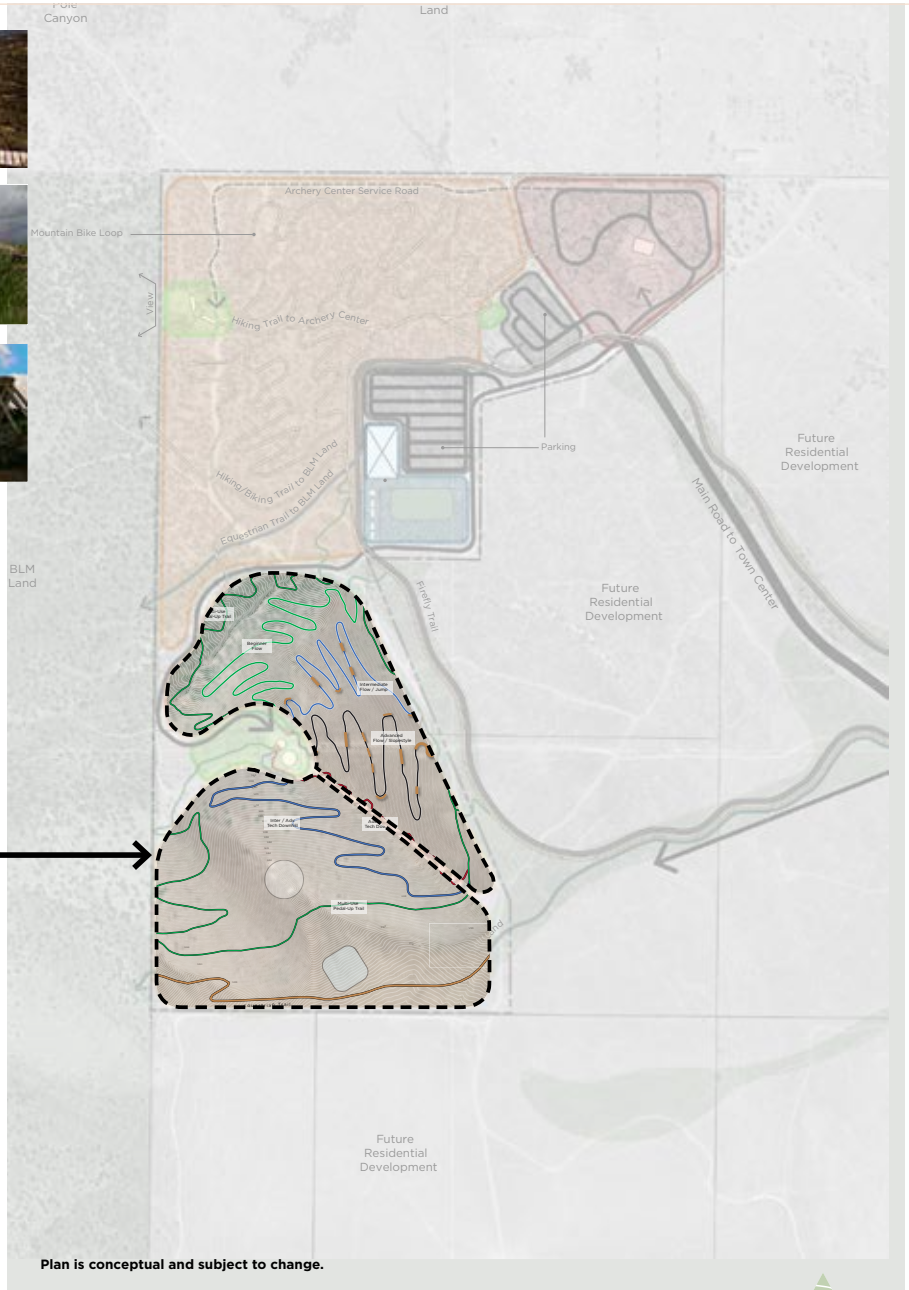 Pole
Canyon
Land
Archery Center Service Road
Mountain Bike Loop
View
Hiking Trail to Archery Center
Parking
Future
Residential
Development
Hiking/Biking Trail to BLM Land
Equestrian Trail to BLM Land
Main Road to Town Center
BLM
Land
Firefly Trail
Future
Residential
Development
Beginner
Flow
Intermediate
Flow / Jump
Advanced
Flow / Slopestyle
Inter / Adv
Tech Downhill
Multi-Use
Pedal-Up Trail
Future
Residential
Development
Plan is conceptual and subject to change.